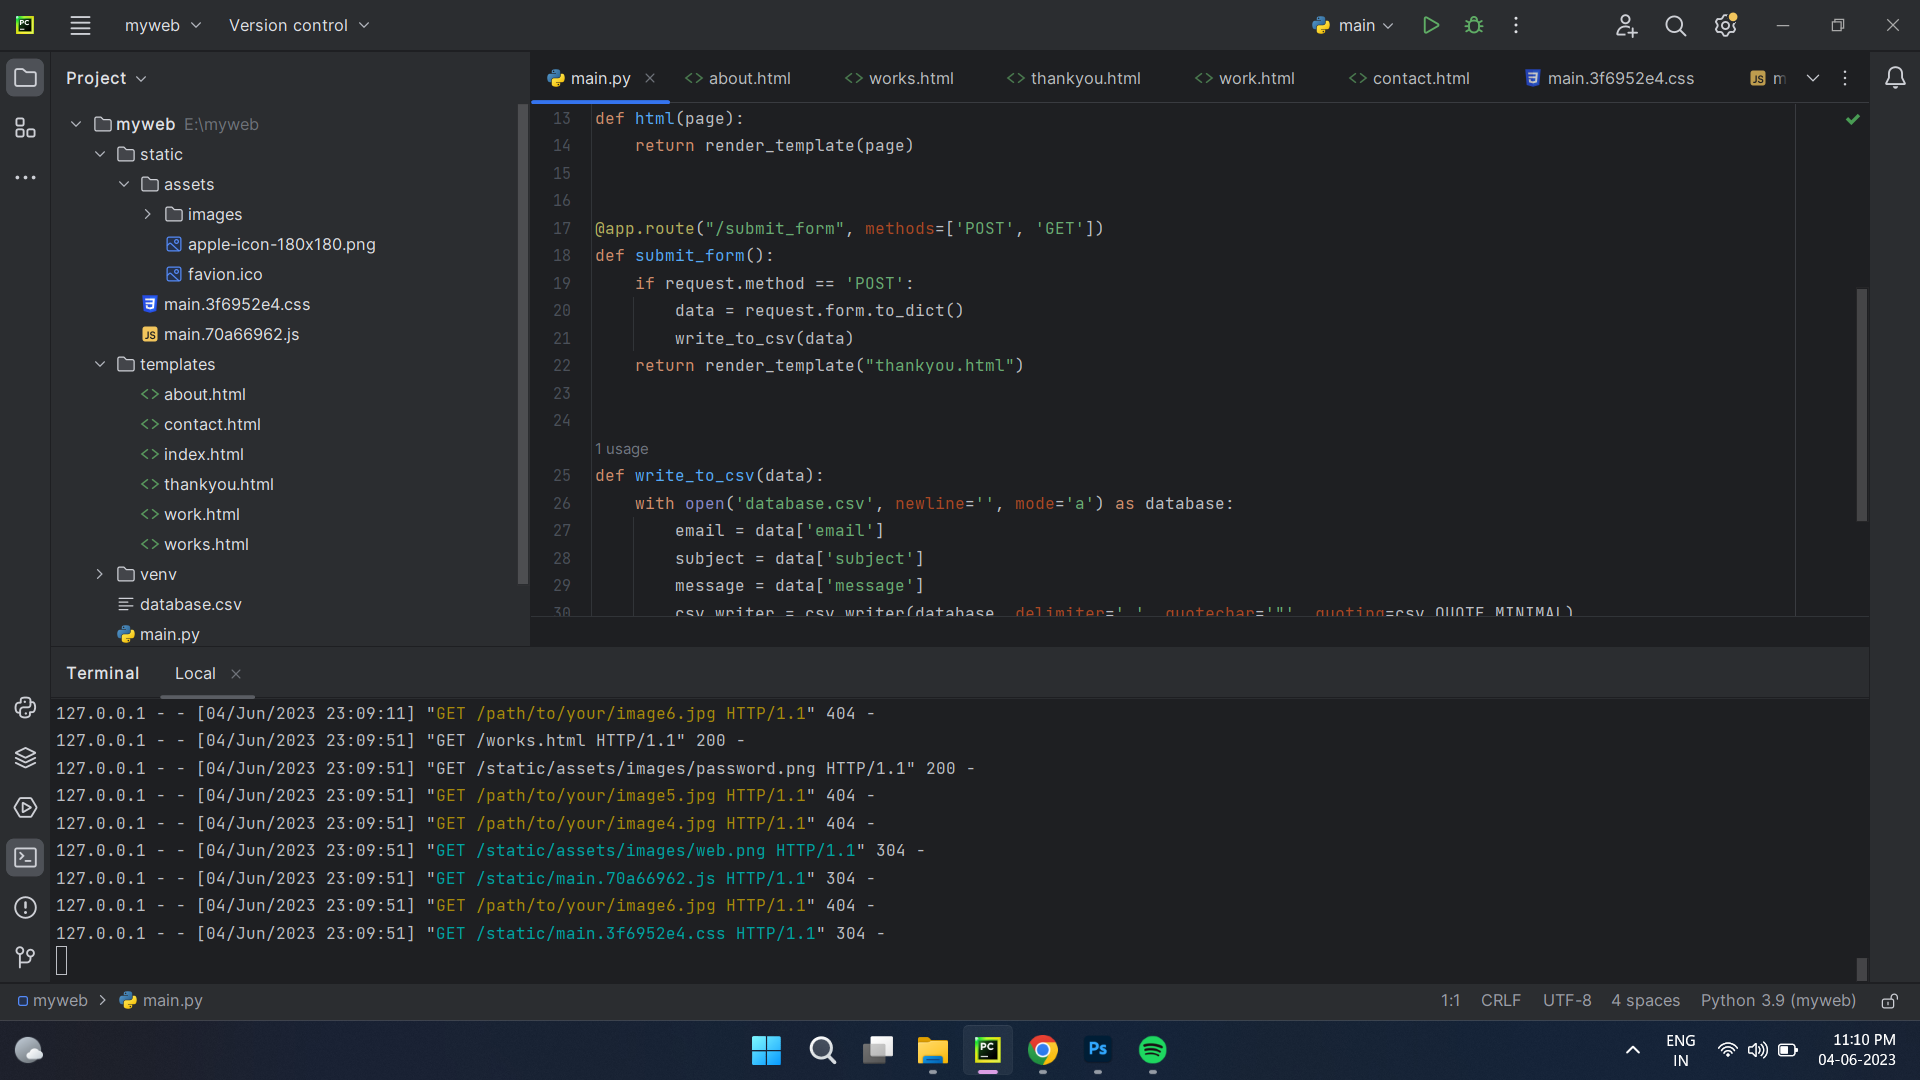 PC
myweb
Version control
main
Project
main.py
about.html
works.html
thankyou.html
work.html
contact.html
main.3f6952e4.css
JS m
myweb E:\myweb
static
assets
images
apple-icon-180x180.png
favion.ico
main.3f6952e4.css
JS main.70a66962.js
templates
about.html
contact.html
index.html
thankyou.html
work.html
works.html
venv
database.csv
main.py
13 def html(page):
14 return render_template(page)
15
16
17 @app.route("/submit_form", methods=['POST', 'GET'])
18 def submit_form():
19 if request.method == 'POST':
20 data = request.form.to_dict()
21 write_to_csv(data)
22 return render_template("thankyou.html")
23
24
1 usage
25 def write_to_csv(data):
26 with open('database.csv', newline='', mode='a') as database:
27 email = data['email']
28 subject = data['subject']
29 message = data['message']
30 csv_writer = csv.writer(database, delimiter=',', quotechar='"', quoting=csv.QUOTE_MINIMAL)
Terminal
Local
127.0.0.1 - - [04/Jun/2023 23:09:11] "GET /path/to/your/image6.jpg HTTP/1.1" 404 -
127.0.0.1 - - [04/Jun/2023 23:09:51] "GET /works.html HTTP/1.1" 200 -
127.0.0.1 - - [04/Jun/2023 23:09:51] "GET /static/assets/images/password.png HTTP/1.1" 200 -
127.0.0.1 - - [04/Jun/2023 23:09:51] "GET /path/to/your/image5.jpg HTTP/1.1" 404 -
127.0.0.1 - - [04/Jun/2023 23:09:51] "GET /path/to/your/image4.jpg HTTP/1.1" 404 -
127.0.0.1 - - [04/Jun/2023 23:09:51] "GET /static/assets/images/web.png HTTP/1.1" 304 -
127.0.0.1 - - [04/Jun/2023 23:09:51] "GET /static/main.70a66962.js HTTP/1.1" 304 -
127.0.0.1 - - [04/Jun/2023 23:09:51] "GET /path/to/your/image6.jpg HTTP/1.1" 404 -
127.0.0.1 - - [04/Jun/2023 23:09:51] "GET /static/main.3f6952e4.css HTTP/1.1" 304 -
myweb
main.py
1:1
CRLF
UTF-8
4 spaces
Python 3.9 (myweb)
PC
Ps
ENG
IN
11:10 PM
04-06-2023